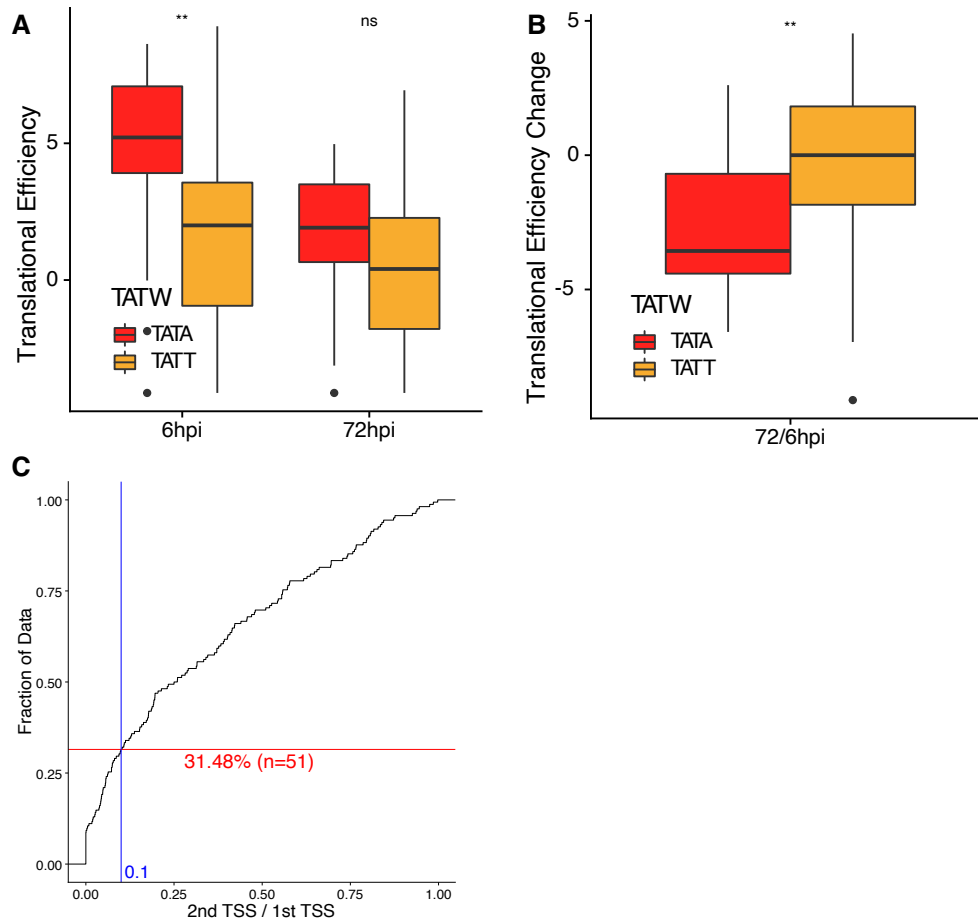 A
**
ns
Translational Efficiency
5
0
TATW
TATA
TATT
6hpi
72hpi
B
**
Translational Efficiency Change
5
0
-5
TATW
TATA
TATT
72/6hpi
C
Fraction of Data
1.00
0.75
0.50
0.25
0.00
31.48% (n=51)
0.1
0.00
0.25
0.50
0.75
1.00
2nd TSS / 1st TSS